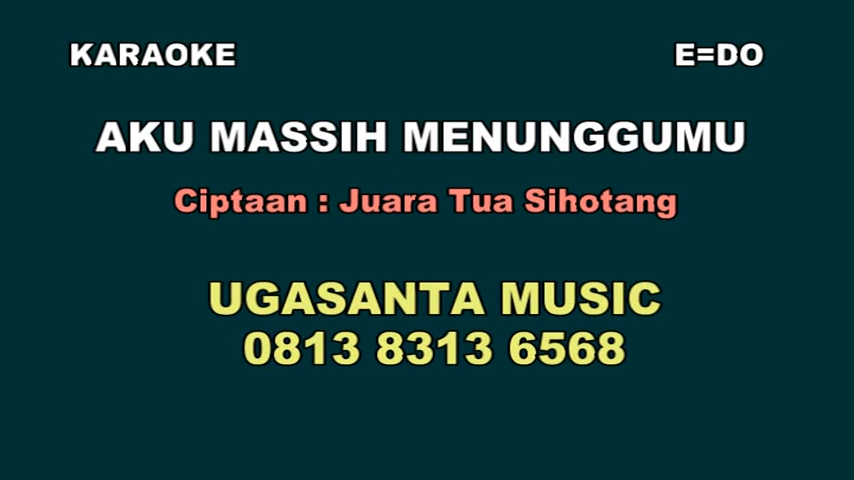 KARAOKE E=DO
AKU MASSIH MENUNGGUMU
Ciptaan : Juara Tua Sihotang
UGASANTA MUSIC
0813 8313 6568